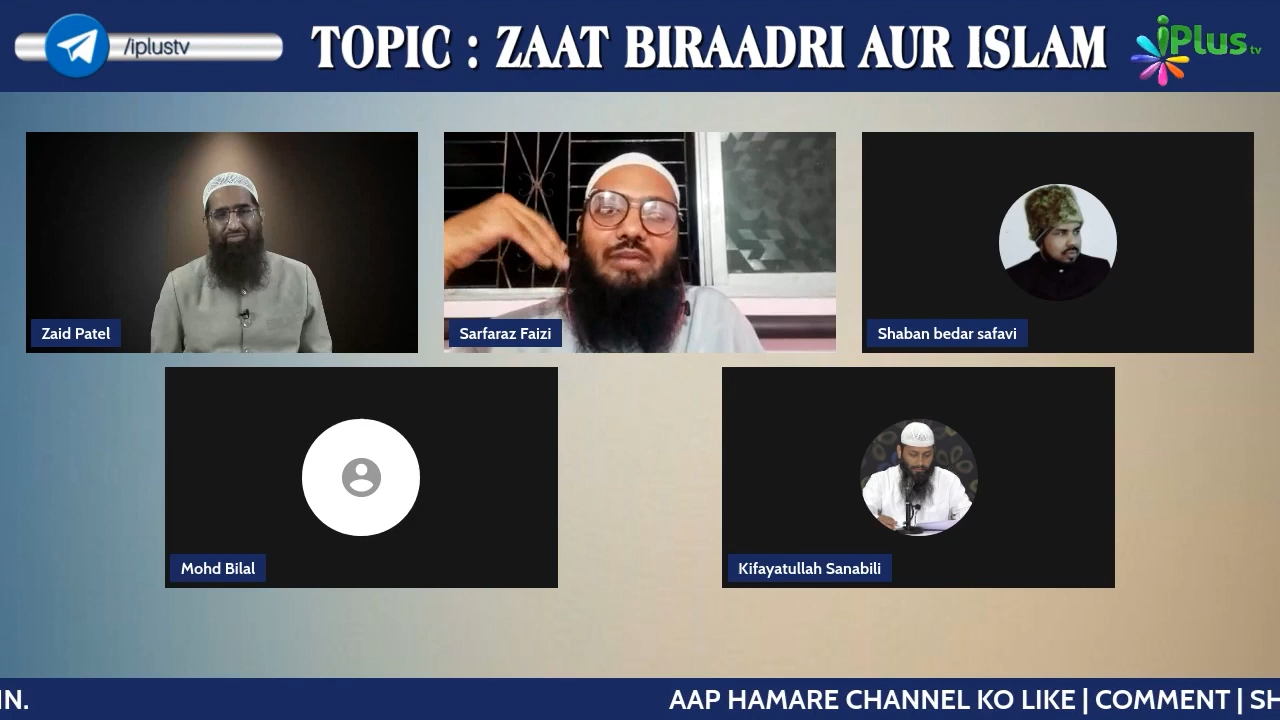 /iplustv
TOPIC : ZAAT BIRAADRI AUR ISLAM
iPlus tv
Zaid Patel
Sarfaraz Faizi
Shaban bedar safavi
Mohd Bilal
Kifayatullah Sanabili
IN. AAP HAMARE CHANNEL KO LIKE | COMMENT | SH